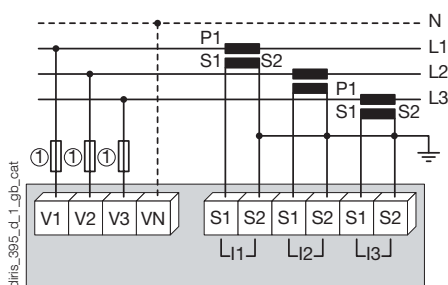 N
P1
L1
S1 S2
L2
P1
L3
S1 S2
① ① ①
V1 V2 V3 VN S1 S2 S1 S2 S1 S2
I1 I2 I3
diris_395_d_1_gb_cat